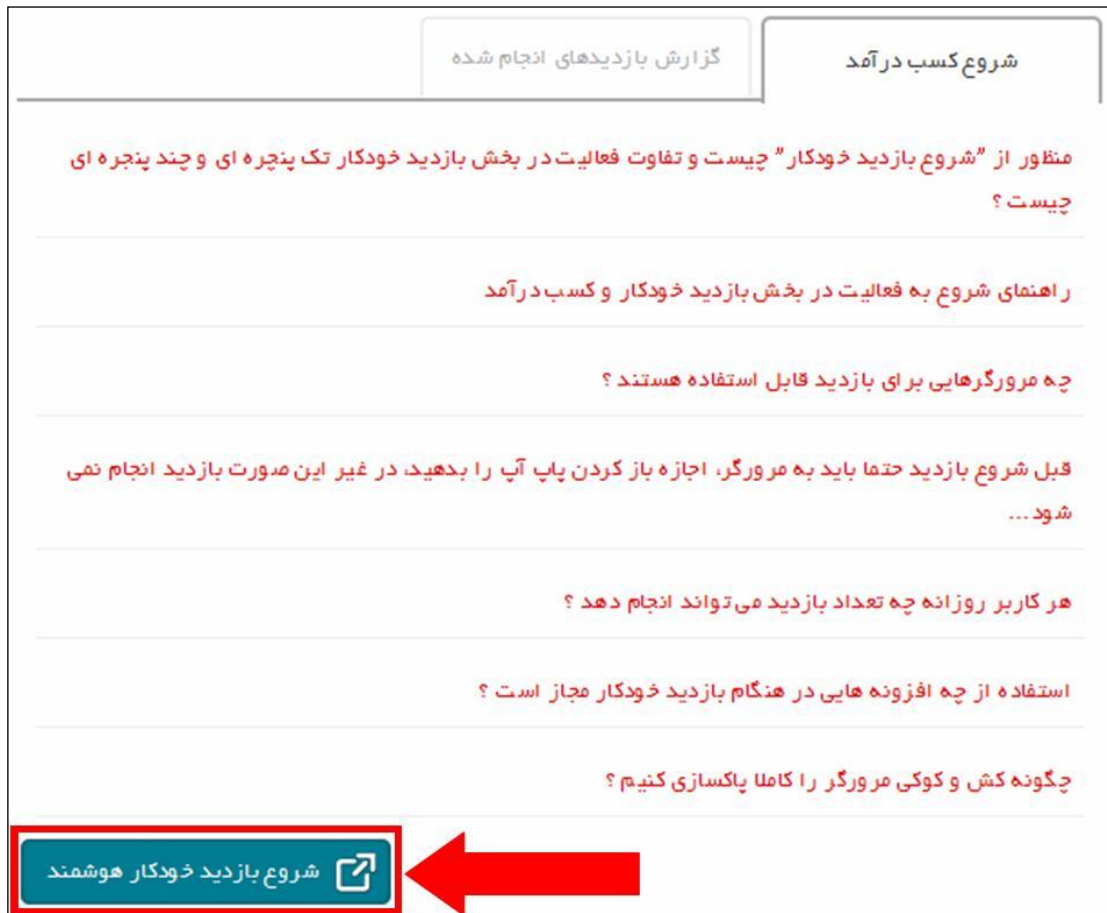 شروع کسب درآمد
گزارش بازدیدهای انجام شده
منظور از "شروع بازدید خودکار" چیست و تفاوت فعالیت در بخش بازدید خودکار تک پنجره ای و چند پنجره ای
چیست ؟
راهنمای شروع به فعالیت در بخش بازدید خودکار و کسب درآمد
چه مرورگرهایی برای بازدید قابل استفاده هستند ؟
قبل شروع بازدید حتما باید به مرورگر، اجازه باز کردن پاپ آپ را بدهید، در غیر این صورت بازدید انجام نمی
شود...
هر کاربر روزانه چه تعداد بازدید می‌تواند انجام دهد ؟
استفاده از چه افزونه هایی در هنگام بازدید خودکار مجاز است ؟
چگونه کش و کوکی مرورگر را کاملا پاکسازی کنیم ؟
شروع بازدید خودکار هوشمند